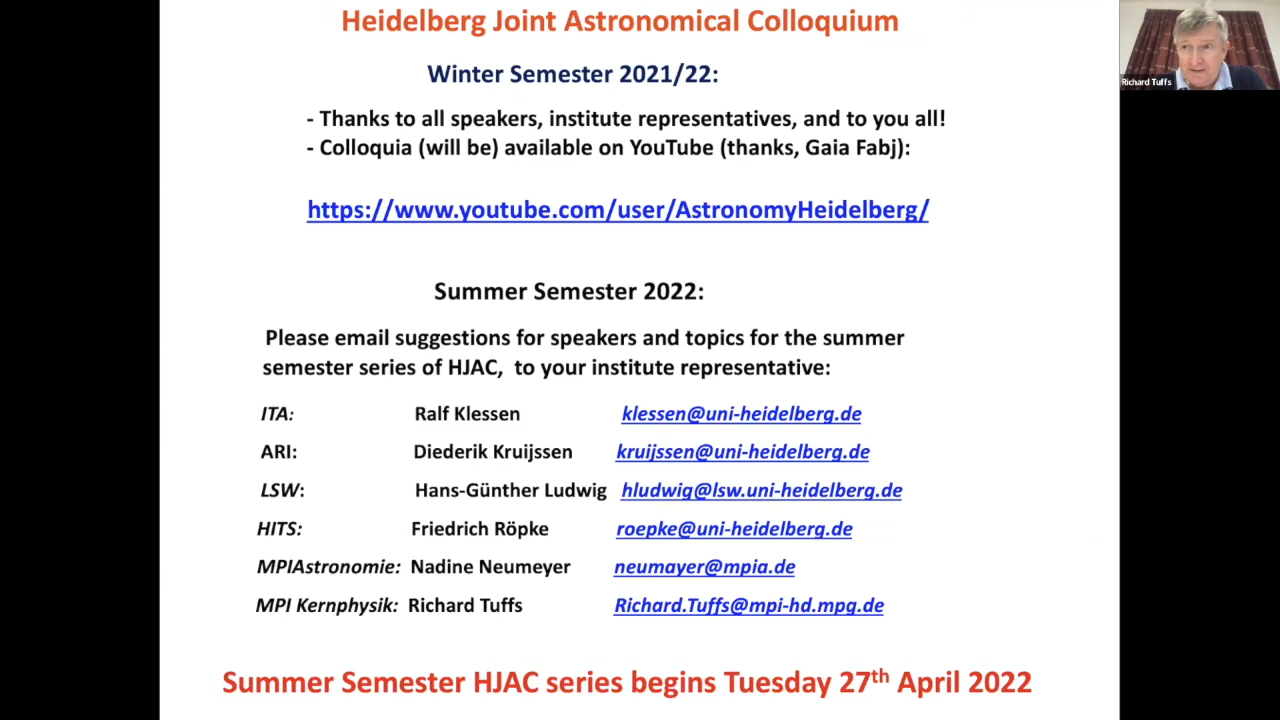 Heidelberg Joint Astronomical Colloquium
Richard Tuffs
Winter Semester 2021/22:
- Thanks to all speakers, institute representatives, and to you all!
- Colloquia (will be) available on YouTube (thanks, Gaia Fabj):
https://www.youtube.com/user/AstronomyHeidelberg/
Summer Semester 2022:
Please email suggestions for speakers and topics for the summer
semester series of HJAC, to your institute representative:
ITA: Ralf Klessen klessen@uni-heidelberg.de
ARI: Diederik Kruijssen kruijssen@uni-heidelberg.de
LSW: Hans-Günther Ludwig hludwig@lsw.uni-heidelberg.de
HITS: Friedrich Röpke roepke@uni-heidelberg.de
MPIAstronomie: Nadine Neumeyer neumayer@mpia.de
MPI Kernphysik: Richard Tuffs Richard.Tuffs@mpi-hd.mpg.de
Summer Semester HJAC series begins Tuesday 27th April 2022